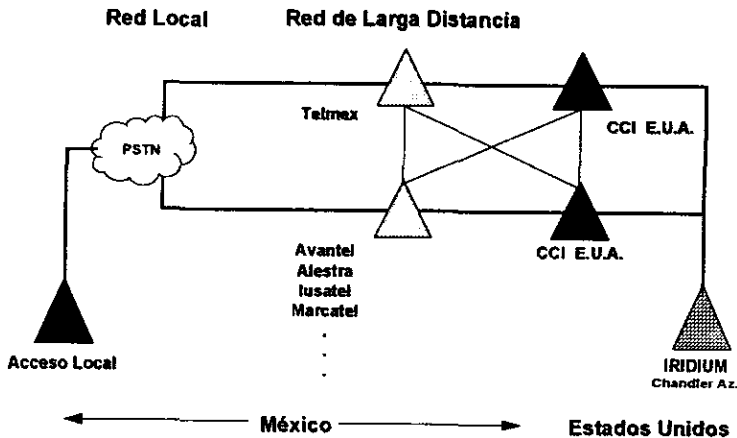 Red Local
Red de Larga Distancia
Telmex
CCI E.U.A.
PSTN
Avantel
Alestra
Iusatel
Marcatel
CCI E.U.A.
Acceso Local
IRIDIUM
Chandler Az.
México
Estados Unidos